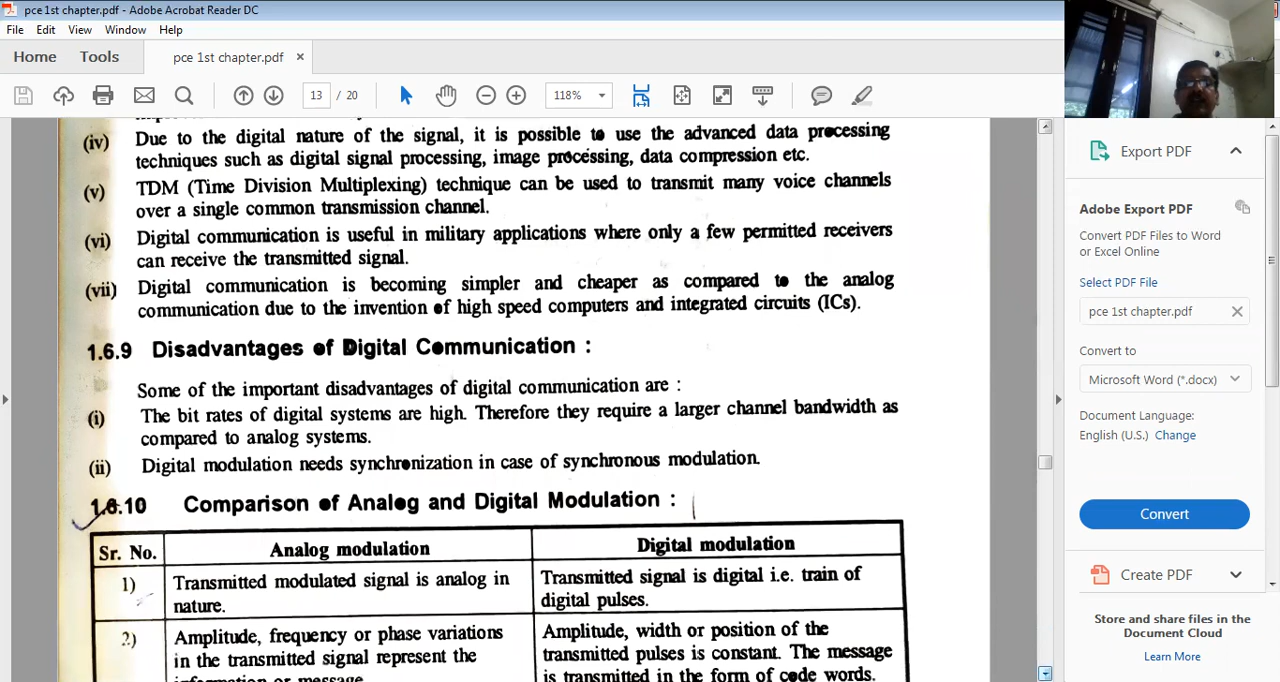 pce 1st chapter.pdf - Adobe Acrobat Reader DC
File Edit View Window Help
Home Tools pce 1st chapter.pdf ×
13 / 20 118%
(iv) Due to the digital nature of the signal, it is possible to use the advanced data processing
techniques such as digital signal processing, image processing, data compression etc.
(v) TDM (Time Division Multiplexing) technique can be used to transmit many voice channels
over a single common transmission channel.
(vi) Digital communication is useful in military applications where only a few permitted receivers
can receive the transmitted signal.
(vii) Digital communication is becoming simpler and cheaper as compared to the analog
communication due to the invention of high speed computers and integrated circuits (ICs).
1.6.9 Disadvantages of Digital Communication :
Some of the important disadvantages of digital communication are :
(i) The bit rates of digital systems are high. Therefore they require a larger channel bandwidth as
compared to analog systems.
(ii) Digital modulation needs synchronization in case of synchronous modulation.
1.6.10 Comparison of Analog and Digital Modulation :
Sr. No. Analog modulation Digital modulation
1) Transmitted modulated signal is analog in Transmitted signal is digital i.e. train of
nature. digital pulses.
2) Amplitude, frequency or phase variations Amplitude, width or position of the
in the transmitted signal represent the transmitted pulses is constant. The message
information or message is transmitted in the form of code words.
Export PDF
Adobe Export PDF
Convert PDF Files to Word
or Excel Online
Select PDF File
pce 1st chapter.pdf ×
Convert to
Microsoft Word (*.docx)
Document Language:
English (U.S.) Change
Convert
Create PDF
Store and share files in the
Document Cloud
Learn More